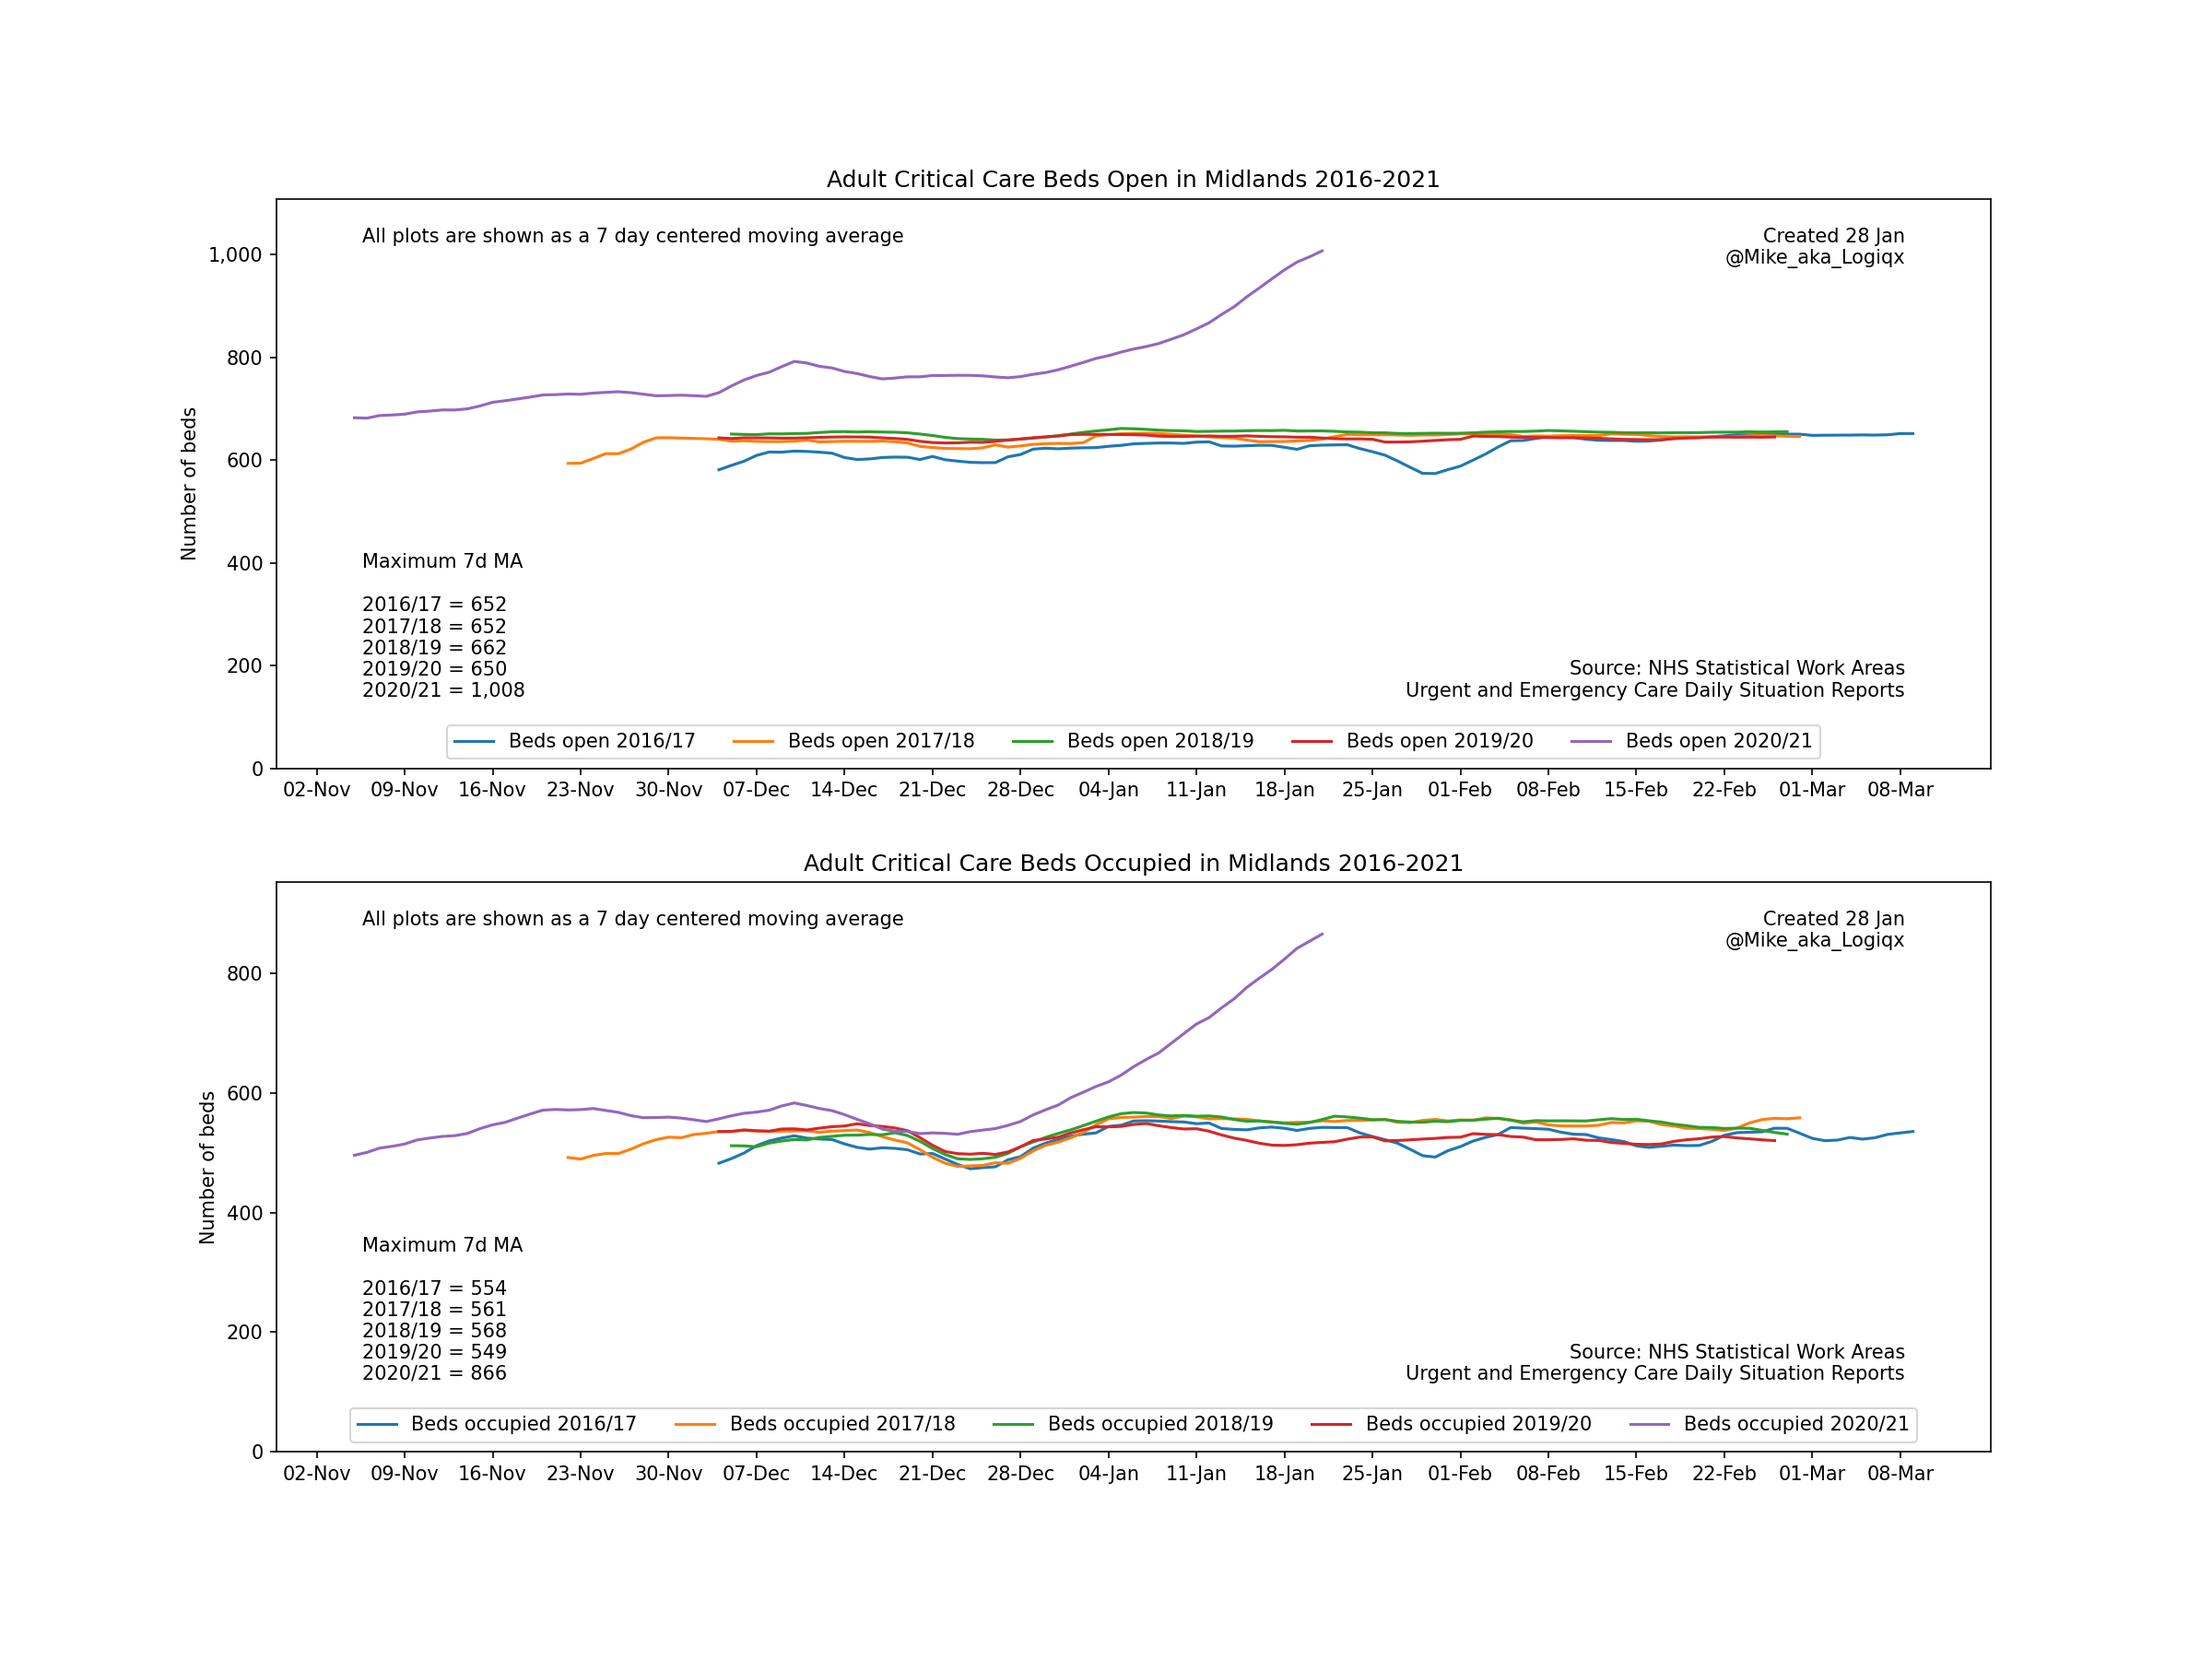 Adult Critical Care Beds Open in Midlands 2016-2021
All plots are shown as a 7 day centered moving average
Created 28 Jan
@Mike_aka_Logiqx
1,000
800
600
400
200
0
Number of beds
Maximum 7d MA
2016/17 = 652
2017/18 = 652
2018/19 = 662
2019/20 = 650
2020/21 = 1,008
Source: NHS Statistical Work Areas
Urgent and Emergency Care Daily Situation Reports
Beds open 2016/17 Beds open 2017/18 Beds open 2018/19 Beds open 2019/20 Beds open 2020/21
02-Nov 09-Nov 16-Nov 23-Nov 30-Nov 07-Dec 14-Dec 21-Dec 28-Dec 04-Jan 11-Jan 18-Jan 25-Jan 01-Feb 08-Feb 15-Feb 22-Feb 01-Mar 08-Mar
Adult Critical Care Beds Occupied in Midlands 2016-2021
All plots are shown as a 7 day centered moving average
Created 28 Jan
@Mike_aka_Logiqx
800
600
400
200
0
Number of beds
Maximum 7d MA
2016/17 = 554
2017/18 = 561
2018/19 = 568
2019/20 = 549
2020/21 = 866
Source: NHS Statistical Work Areas
Urgent and Emergency Care Daily Situation Reports
Beds occupied 2016/17 Beds occupied 2017/18 Beds occupied 2018/19 Beds occupied 2019/20 Beds occupied 2020/21
02-Nov 09-Nov 16-Nov 23-Nov 30-Nov 07-Dec 14-Dec 21-Dec 28-Dec 04-Jan 11-Jan 18-Jan 25-Jan 01-Feb 08-Feb 15-Feb 22-Feb 01-Mar 08-Mar